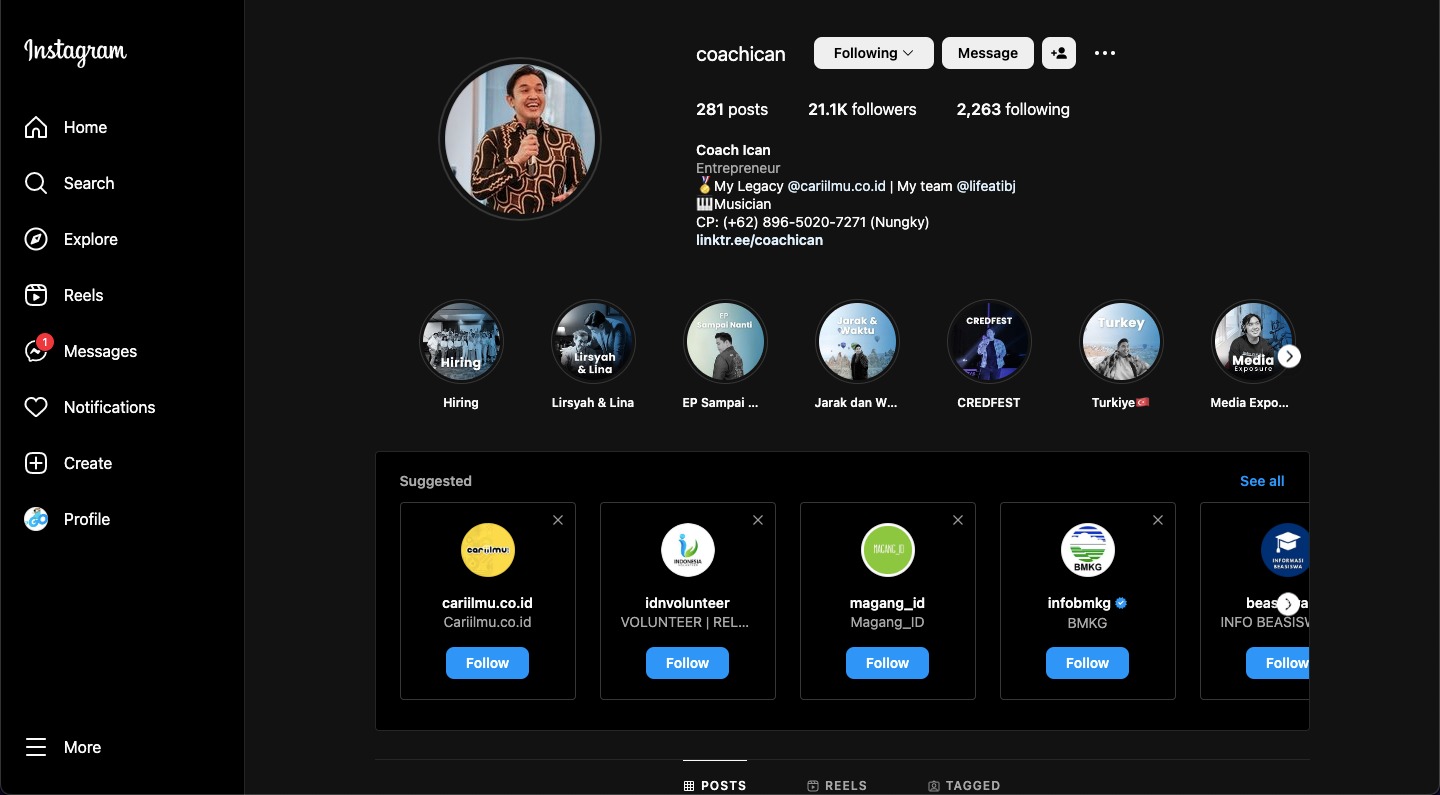 Instagram
Home
Search
Explore
Reels
1
Messages
Notifications
Create
Profile
More
coachican
Following
Message
281 posts
21.1K followers
2,263 following
Coach Ican
Entrepreneur
🏅My Legacy @cariilmu.co.id | My team @lifeatibj
🎹Musician
CP: (+62) 896-5020-7271 (Nungky)
linktr.ee/coachican
Hiring
Lirsyah
& Lina
EP
Sampai Nanti
Jarak &
Waktu
CREDFEST
Turkey
Media
Exposure
Hiring
Lirsyah & Lina
EP Sampai ...
Jarak dan W...
CREDFEST
Turkiye🇹🇷
Media Expo...
Suggested
See all
cariilmu:
cariilmu.co.id
Cariilmu.co.id
Follow
INDONESIA
idnvolunteer
VOLUNTEER | REL...
Follow
MAGANG_ID
magang_id
Magang_ID
Follow
BMKG
infobmkg
BMKG
Follow
INFORMASI
BEASISWA
INFO BEASISW
Follow
POSTS
REELS
TAGGED